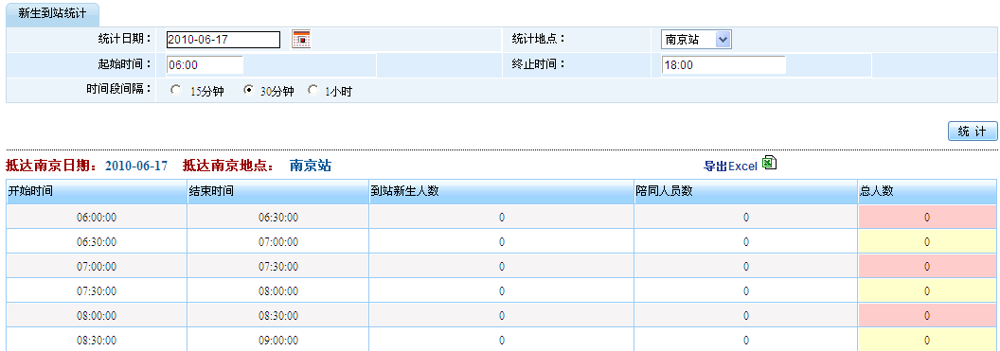 新生到站统计
统计日期： 2010-06-17 统计地点： 南京站
起始时间： 06:00 终止时间： 18:00
时间段间隔： 15分钟 30分钟 1小时
统 计
抵达南京日期：2010-06-17 抵达南京地点： 南京站 导出Excel
开始时间 结束时间 到站新生人数 陪同人员数 总人数
06:00:00 06:30:00 0 0 0
06:30:00 07:00:00 0 0 0
07:00:00 07:30:00 0 0 0
07:30:00 08:00:00 0 0 0
08:00:00 08:30:00 0 0 0
08:30:00 09:00:00 0 0 0